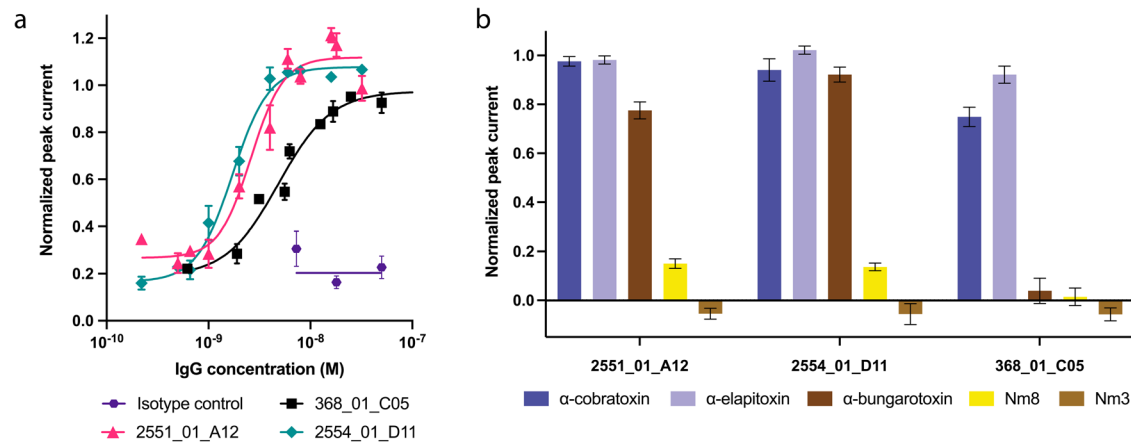 a
Normalized peak current
1.2
1.0
0.8
0.6
0.4
0.2
0.0
10-10
10-9
10-8
10-7
IgG concentration (M)
Isotype control
368_01_C05
2551_01_A12
2554_01_D11
b
Normalized peak current
1.0
0.8
0.6
0.4
0.2
0.0
2551_01_A12
2554_01_D11
368_01_C05
α-cobratoxin
α-elapitoxin
α-bungarotoxin
Nm8
Nm3